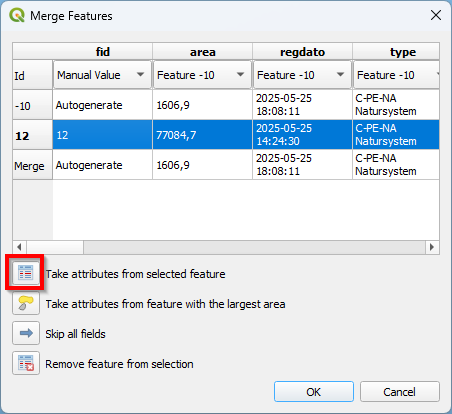 Merge Features
fid area regdato type
Id Manual Value Feature -10 Feature -10 Feature -10
-10 Autogenerate 1606,9 2025-05-25 18:08:11 C-PE-NA Natursystem
12 12 77084,7 2025-05-25 14:24:30 C-PE-NA Natursystem
Merge Autogenerate 1606,9 2025-05-25 18:08:11 C-PE-NA Natursystem
Take attributes from selected feature
Take attributes from feature with the largest area
Skip all fields
Remove feature from selection
OK Cancel